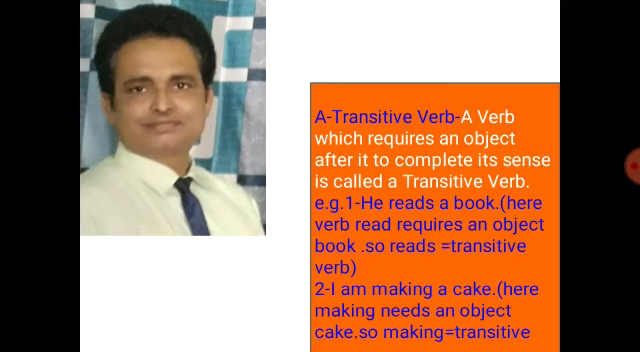 A-Transitive Verb-A Verb
which requires an object
after it to complete its sense
is called a Transitive Verb.
e.g.1-He reads a book.(here
verb read requires an object
book .so reads =transitive
verb)
2-I am making a cake.(here
making needs an object
cake.so making=transitive